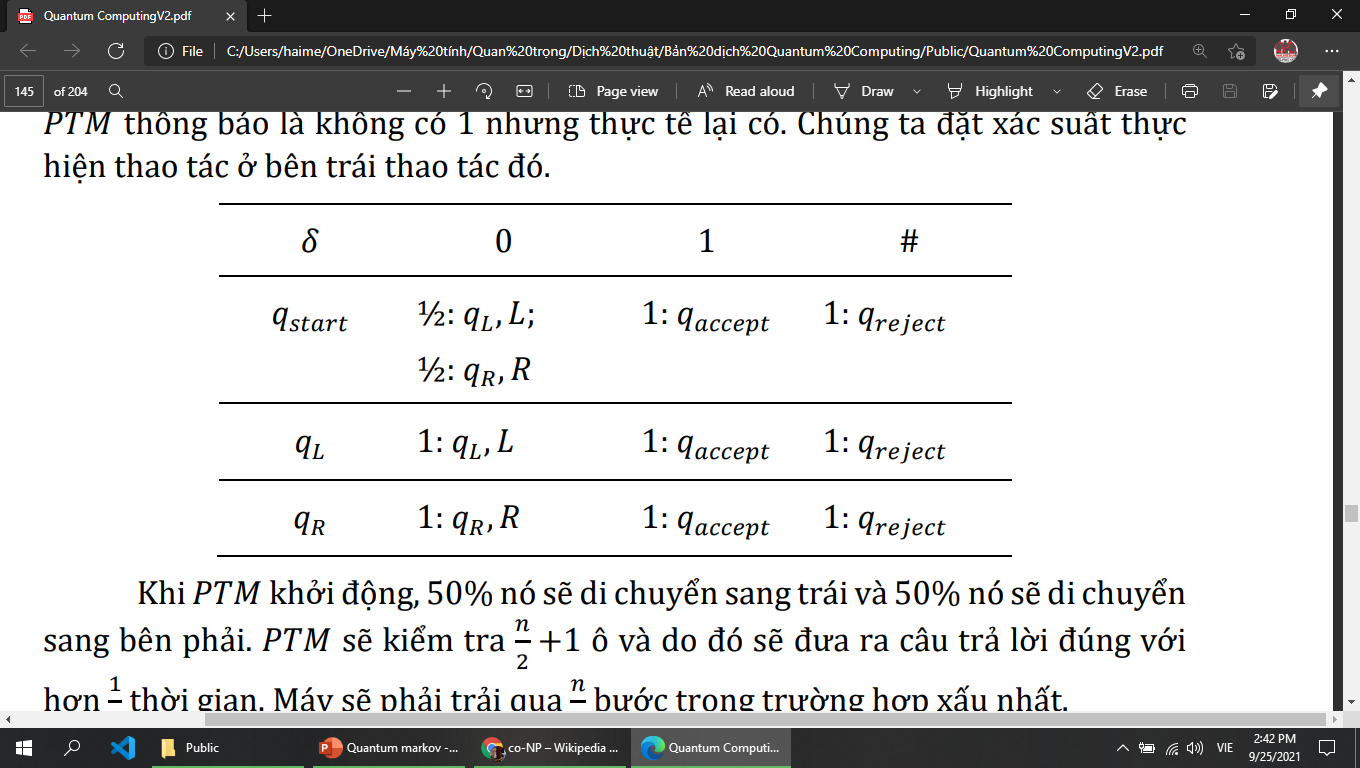 Quantum ComputingV2.pdf
File C:/Users/haime/OneDrive/Máy%20tính/Quan%20trọng/Dịch%20thuật/Bản%20dịch%20Quantum%20Computing/Public/Quantum%20ComputingV2.pdf
145 of 204 Page view Read aloud Draw Highlight Erase
PTM thông báo là không có 1 nhưng thực tế lại có. Chúng ta đặt xác suất thực
hiện thao tác ở bên trái thao tác đó.
δ 0 1 #
q_start ½: q_L, L; 1: q_accept 1: q_reject
½: q_R, R
q_L 1: q_L, L 1: q_accept 1: q_reject
q_R 1: q_R, R 1: q_accept 1: q_reject
Khi PTM khởi động, 50% nó sẽ di chuyển sang trái và 50% nó sẽ di chuyển
sang bên phải. PTM sẽ kiểm tra n/2 +1 ô và do đó sẽ đưa ra câu trả lời đúng với
hơn 1 thời gian. Máy sẽ phải trải qua n bước trong trường hợp xấu nhất.
Public Quantum markov -... co-NP – Wikipedia ... Quantum Computi... VIE 2:42 PM
9/25/2021